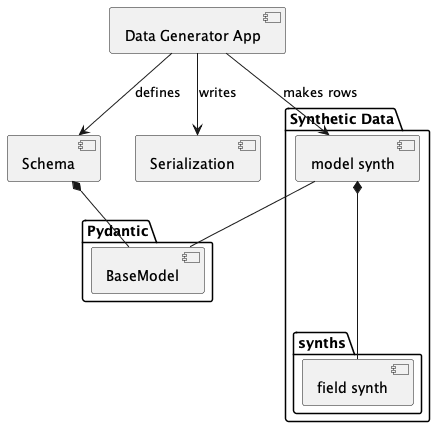 Data Generator App
defines
writes
makes rows
Synthetic Data
Schema
Serialization
model synth
Pydantic
BaseModel
synths
field synth